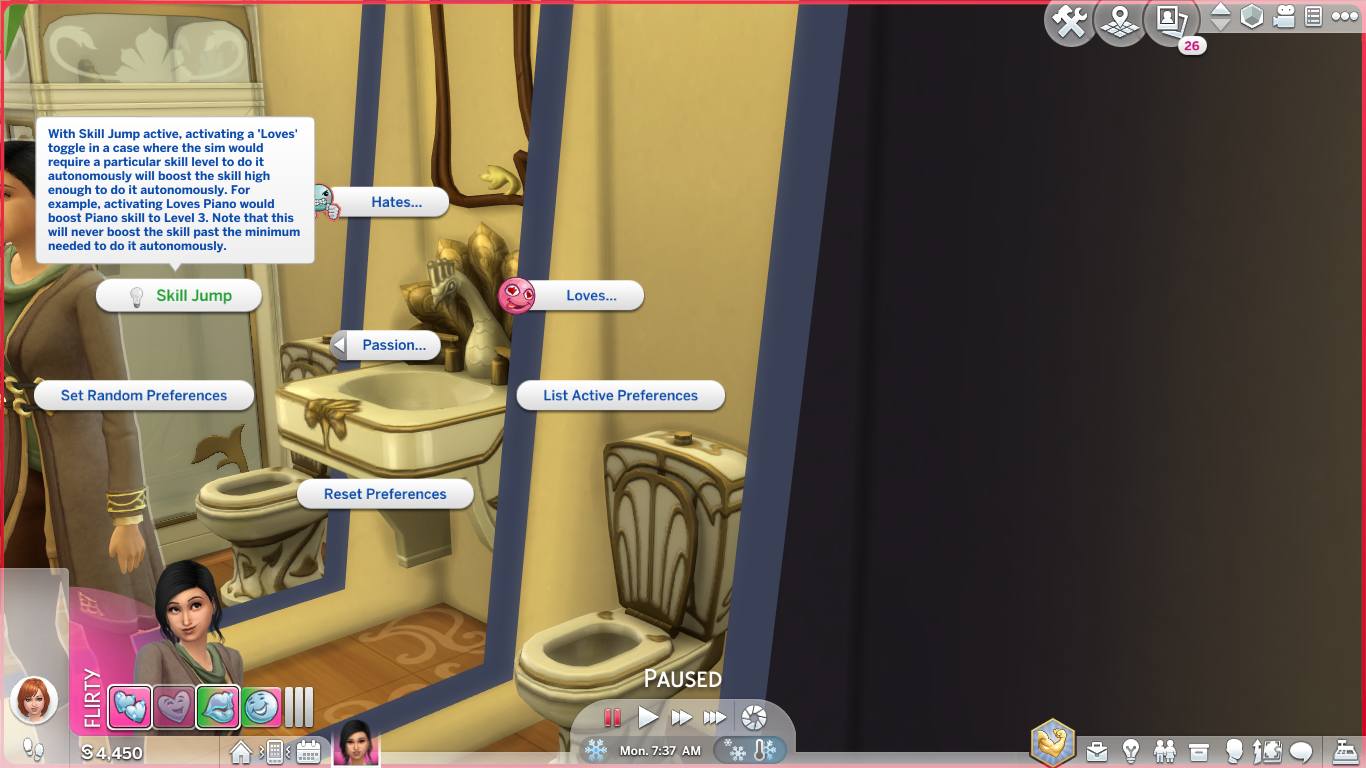 26
With Skill Jump active, activating a 'Loves'
toggle in a case where the sim would
require a particular skill level to do it
autonomously will boost the skill high
enough to do it autonomously. For
example, activating Loves Piano would
boost Piano skill to Level 3. Note that this
will never boost the skill past the minimum
needed to do it autonomously.
Hates...
Skill Jump
Loves...
Passion...
Set Random Preferences
List Active Preferences
Reset Preferences
FLIRTY
PAUSED
§4,450
Mon. 7:37 AM